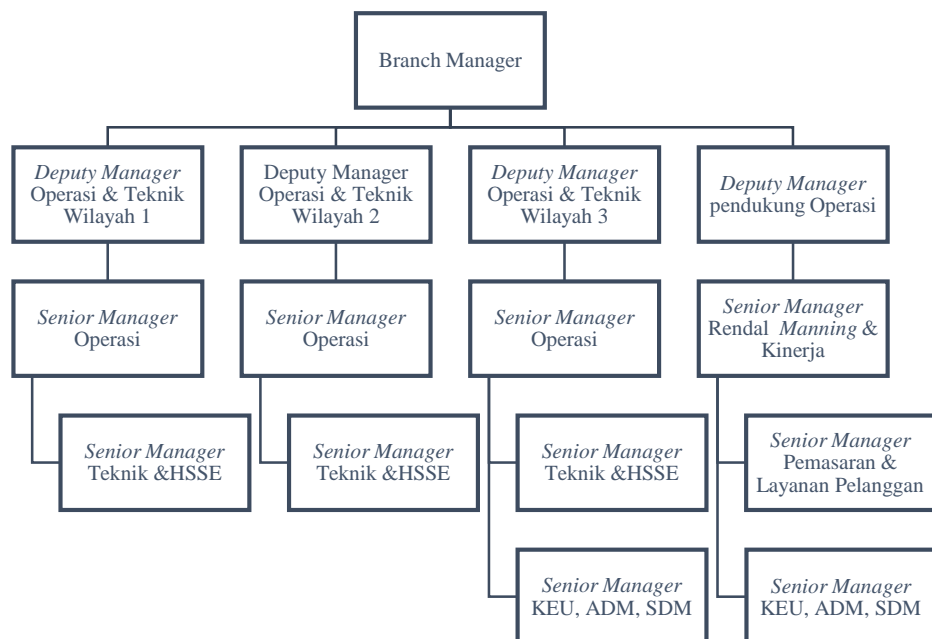 Branch Manager
Deputy Manager
Operasi & Teknik
Wilayah 1
Deputy Manager
Operasi & Teknik
Wilayah 2
Deputy Manager
Operasi & Teknik
Wilayah 3
Deputy Manager
pendukung Operasi
Senior Manager
Operasi
Senior Manager
Operasi
Senior Manager
Operasi
Senior Manager
Rendal Manning &
Kinerja
Senior Manager
Teknik &HSSE
Senior Manager
Teknik &HSSE
Senior Manager
Teknik &HSSE
Senior Manager
Pemasaran &
Layanan Pelanggan
Senior Manager
KEU, ADM, SDM
Senior Manager
KEU, ADM, SDM